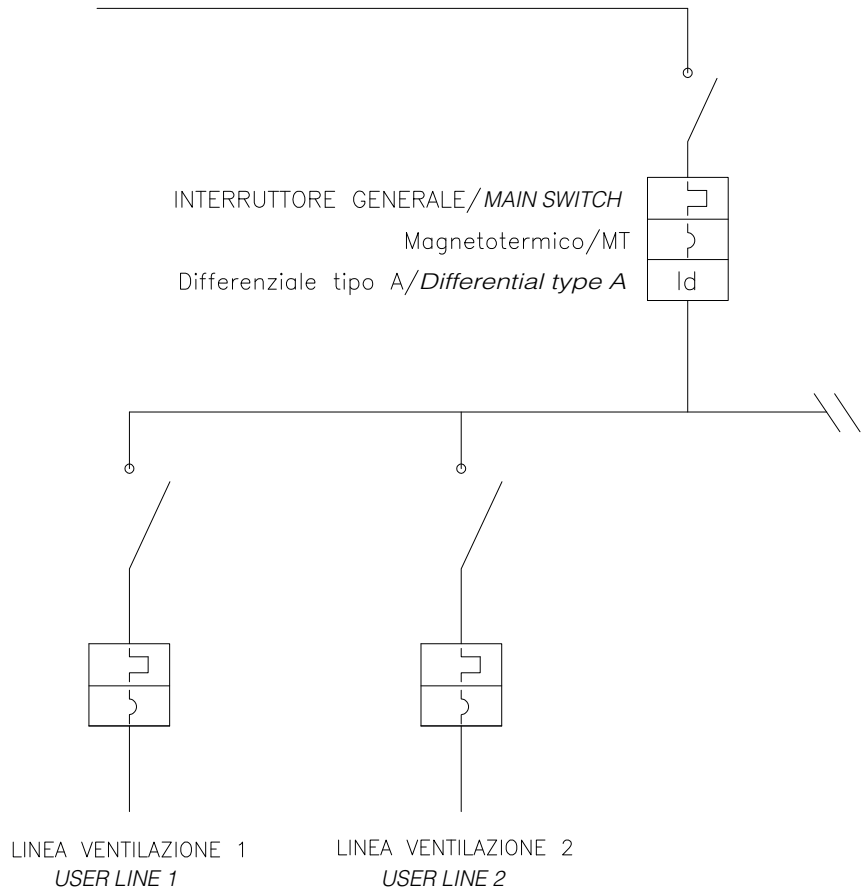 INTERRUTTORE GENERALE/MAIN SWITCH
Magnetotermico/MT
Differenziale tipo A/Differential type A
Id
LINEA VENTILAZIONE 1
USER LINE 1
LINEA VENTILAZIONE 2
USER LINE 2